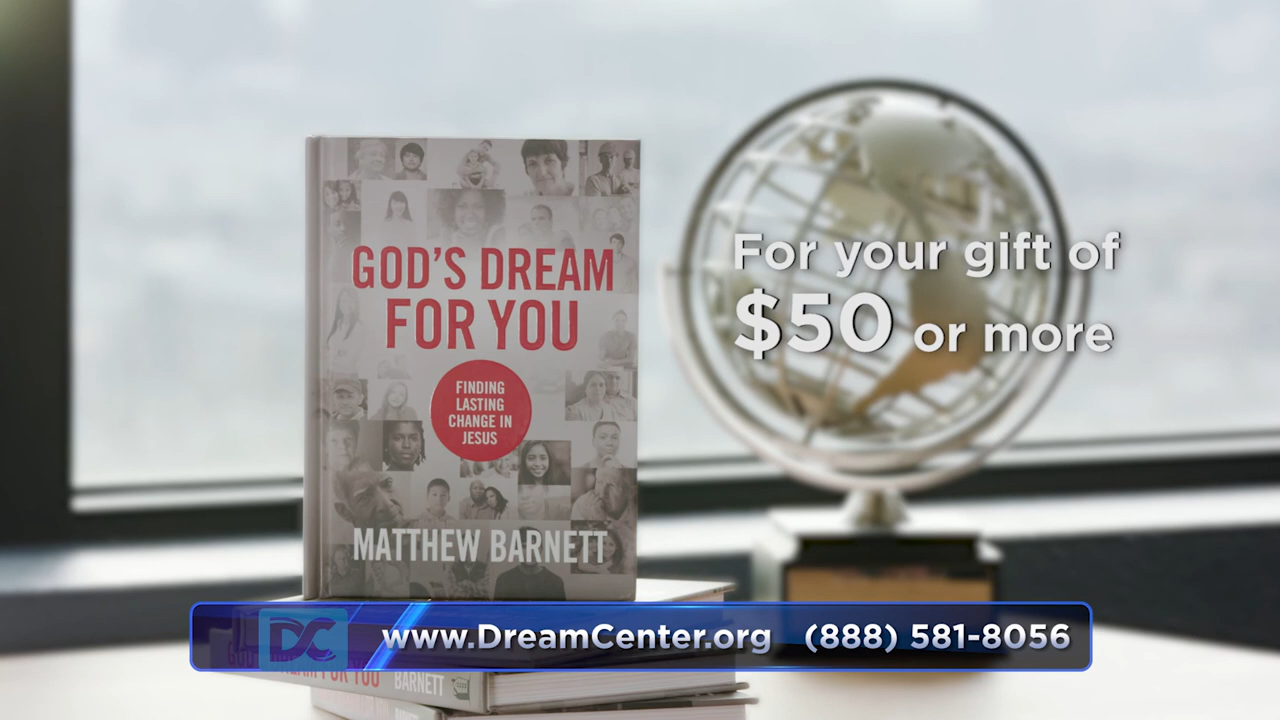 GOD'S DREAM
FOR YOU
FINDING
LASTING
CHANGE IN
JESUS
MATTHEW BARNETT
For your gift of
$50 or more
DC
www.DreamCenter.org (888) 581-8056
FOR YOU BARNETT